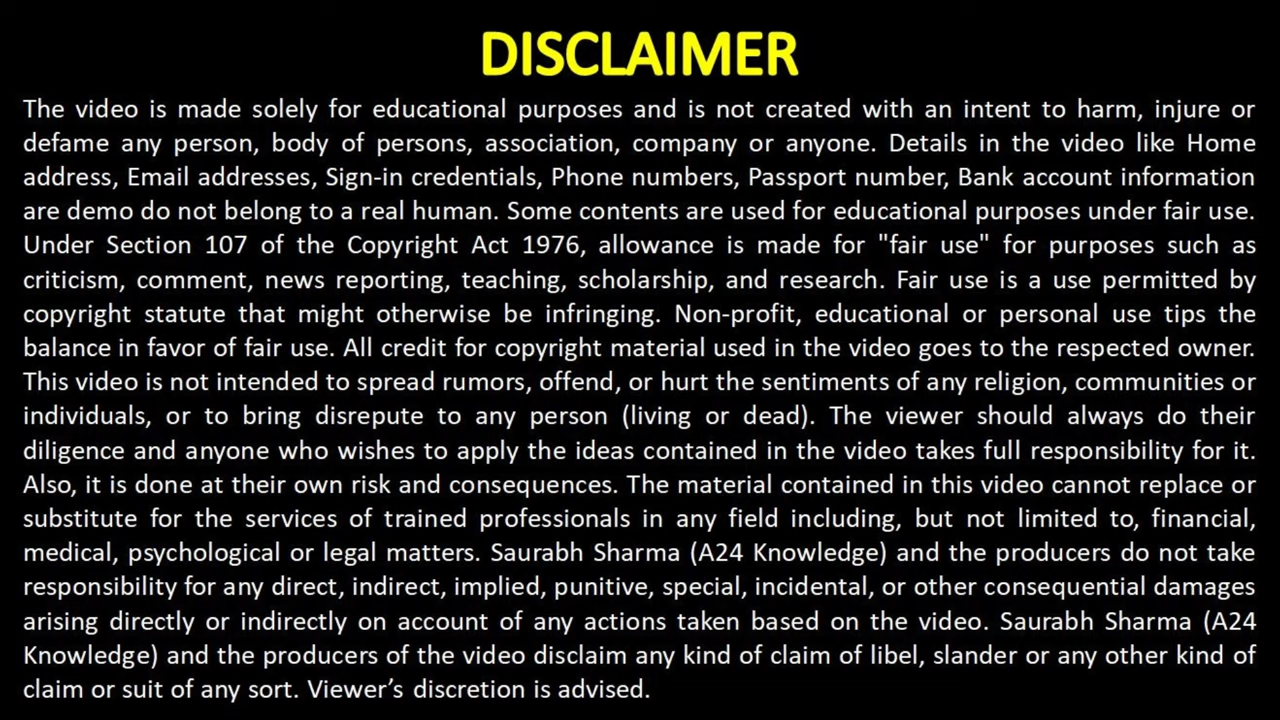 DISCLAIMER
The video is made solely for educational purposes and is not created with an intent to harm, injure or
defame any person, body of persons, association, company or anyone. Details in the video like Home
address, Email addresses, Sign-in credentials, Phone numbers, Passport number, Bank account information
are demo do not belong to a real human. Some contents are used for educational purposes under fair use.
Under Section 107 of the Copyright Act 1976, allowance is made for "fair use" for purposes such as
criticism, comment, news reporting, teaching, scholarship, and research. Fair use is a use permitted by
copyright statute that might otherwise be infringing. Non-profit, educational or personal use tips the
balance in favor of fair use. All credit for copyright material used in the video goes to the respected owner.
This video is not intended to spread rumors, offend, or hurt the sentiments of any religion, communities or
individuals, or to bring disrepute to any person (living or dead). The viewer should always do their
diligence and anyone who wishes to apply the ideas contained in the video takes full responsibility for it.
Also, it is done at their own risk and consequences. The material contained in this video cannot replace or
substitute for the services of trained professionals in any field including, but not limited to, financial,
medical, psychological or legal matters. Saurabh Sharma (A24 Knowledge) and the producers do not take
responsibility for any direct, indirect, implied, punitive, special, incidental, or other consequential damages
arising directly or indirectly on account of any actions taken based on the video. Saurabh Sharma (A24
Knowledge) and the producers of the video disclaim any kind of claim of libel, slander or any other kind of
claim or suit of any sort. Viewer’s discretion is advised.